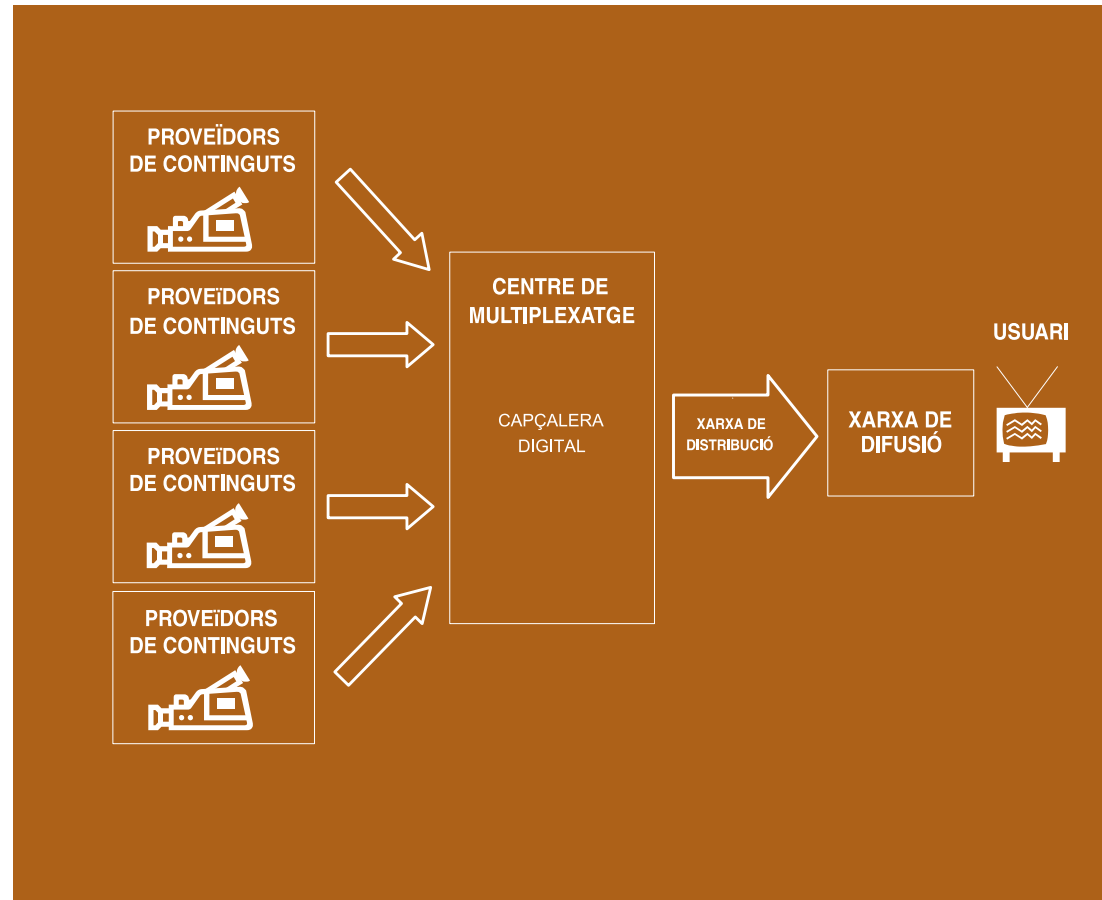 PROVEÏDORS
DE CONTINGUTS
PROVEïDORS
DE CONTINGUTS
PROVEïDORS
DE CONTINGUTS
PROVEïDORS
DE CONTINGUTS
CENTRE DE
MULTIPLEXATGE
CAPÇALERA
DIGITAL
XARXA DE
DISTRIBUCIÓ
XARXA DE
DIFUSIÓ
USUARI